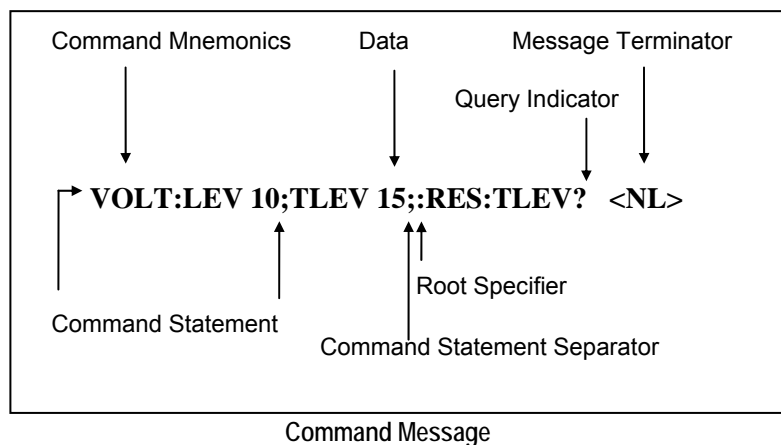 Command Mnemonics Data Message Terminator
Query Indicator
VOLT:LEV 10;TLEV 15;:RES:TLEV? <NL>
Root Specifier
Command Statement
Command Statement Separator
Command Message